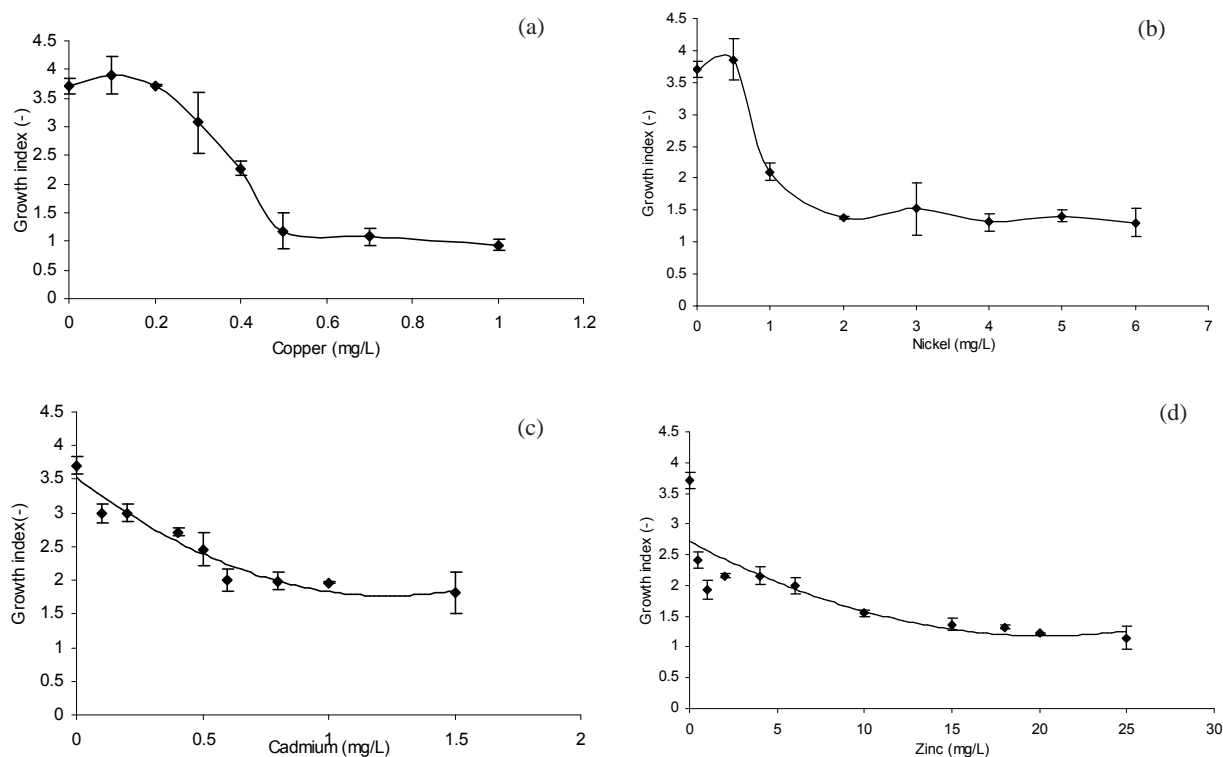 (a)
4.5
4
3.5
3
2.5
2
1.5
1
0.5
0
Growth index (-)
0 0.2 0.4 0.6 0.8 1 1.2
Copper (mg/L)
(b)
4.5
4
3.5
3
2.5
2
1.5
1
0.5
0
Growth index (-)
0 1 2 3 4 5 6 7
Nickel (mg/L)
(c)
4.5
4
3.5
3
2.5
2
1.5
1
0.5
0
Growth index(-)
0 0.5 1 1.5 2
Cadmium (mg/L)
(d)
4.5
4
3.5
3
2.5
2
1.5
1
0.5
0
Growth index (-)
0 5 10 15 20 25 30
Zinc (mg/L)